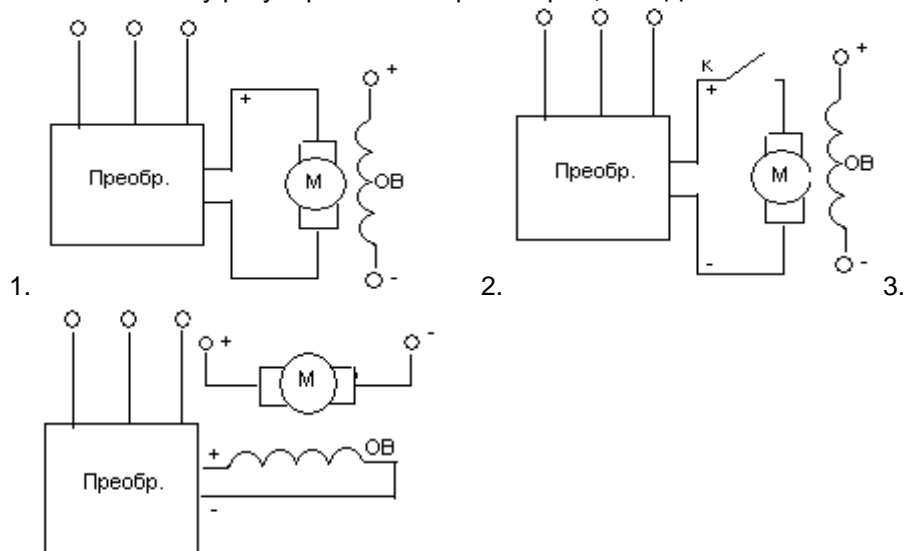 + К +
+
Преобр. М ОВ Преобр. М ОВ
- - - -
1. 2. 3.
+ М -
+ ОВ
Преобр.
-